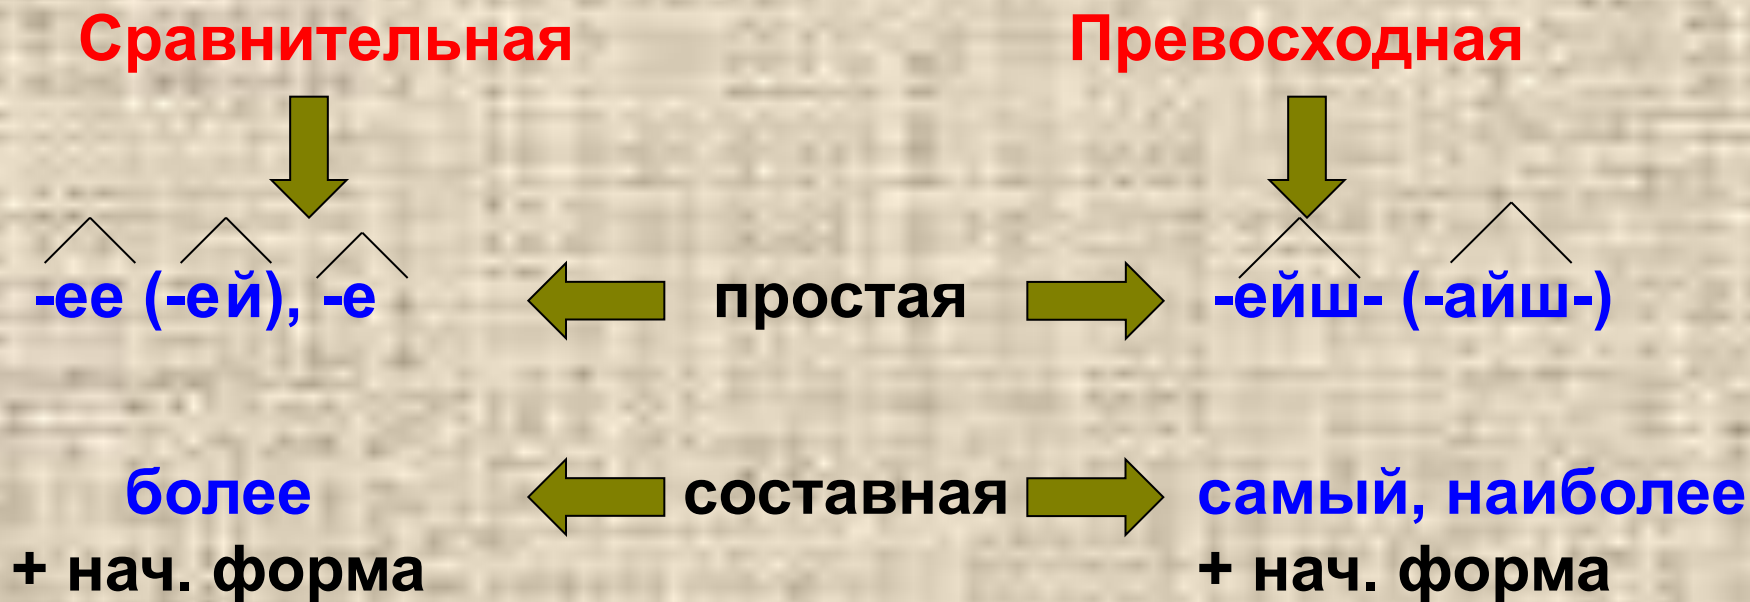 Сравнительная Превосходная
-ее (-ей), -е простая -ейш- (-айш-)
более составная самый, наиболее
+ нач. форма + нач. форма